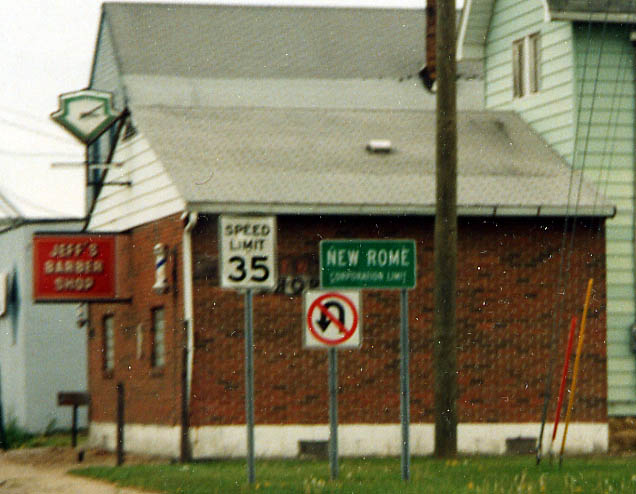 JEFF'S
BARBER
SHOP
SPEED
LIMIT
35
NEW ROME
CORPORATION LIMIT